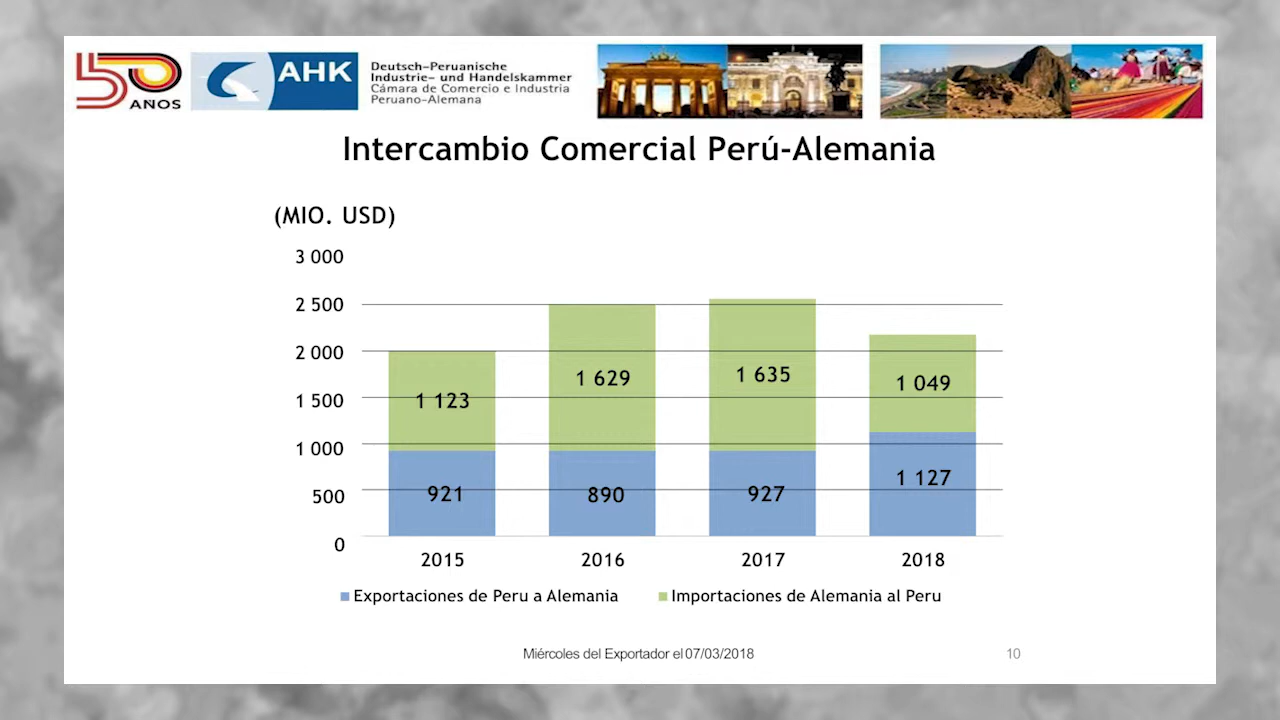 50
AÑOS
AHK
Deutsch-Peruanische
Industrie- und Handelskammer
Cámara de Comercio e Industria
Peruano-Alemana
Intercambio Comercial Perú-Alemania
(MIO. USD)
3 000
2 500
2 000
1 500
1 000
500
0
1 123
1 629
1 635
1 049
921
890
927
1 127
2015 2016 2017 2018
Exportaciones de Peru a Alemania Importaciones de Alemania al Peru
Miércoles del Exportador el 07/03/2018 10